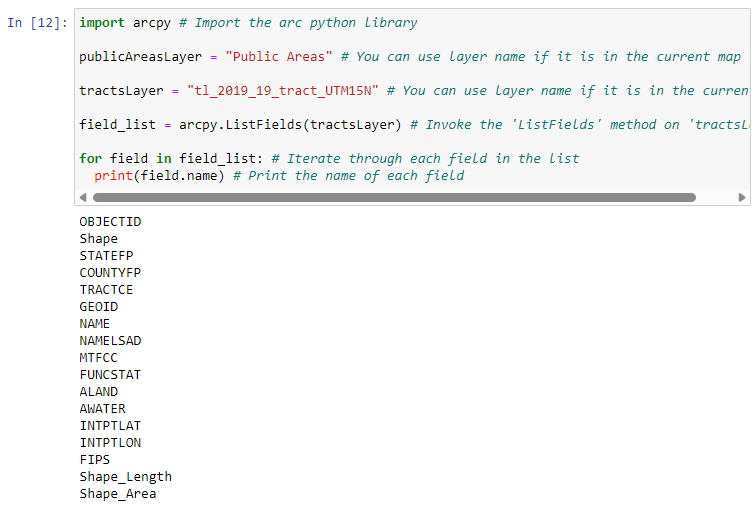 In [12]: import arcpy # Import the arc python library
publicAreasLayer = "Public Areas" # You can use layer name if it is in the current map
tractsLayer = "tl_2019_19_tract_UTM15N" # You can use layer name if it is in the curren
field_list = arcpy.ListFields(tractsLayer) # Invoke the 'ListFields' method on 'tractsL
for field in field_list: # Iterate through each field in the list
print(field.name) # Print the name of each field
OBJECTID
Shape
STATEFP
COUNTYFP
TRACTCE
GEOID
NAME
NAMELSAD
MTFCC
FUNCSTAT
ALAND
AWATER
INTPTLAT
INTPTLON
FIPS
Shape_Length
Shape_Area